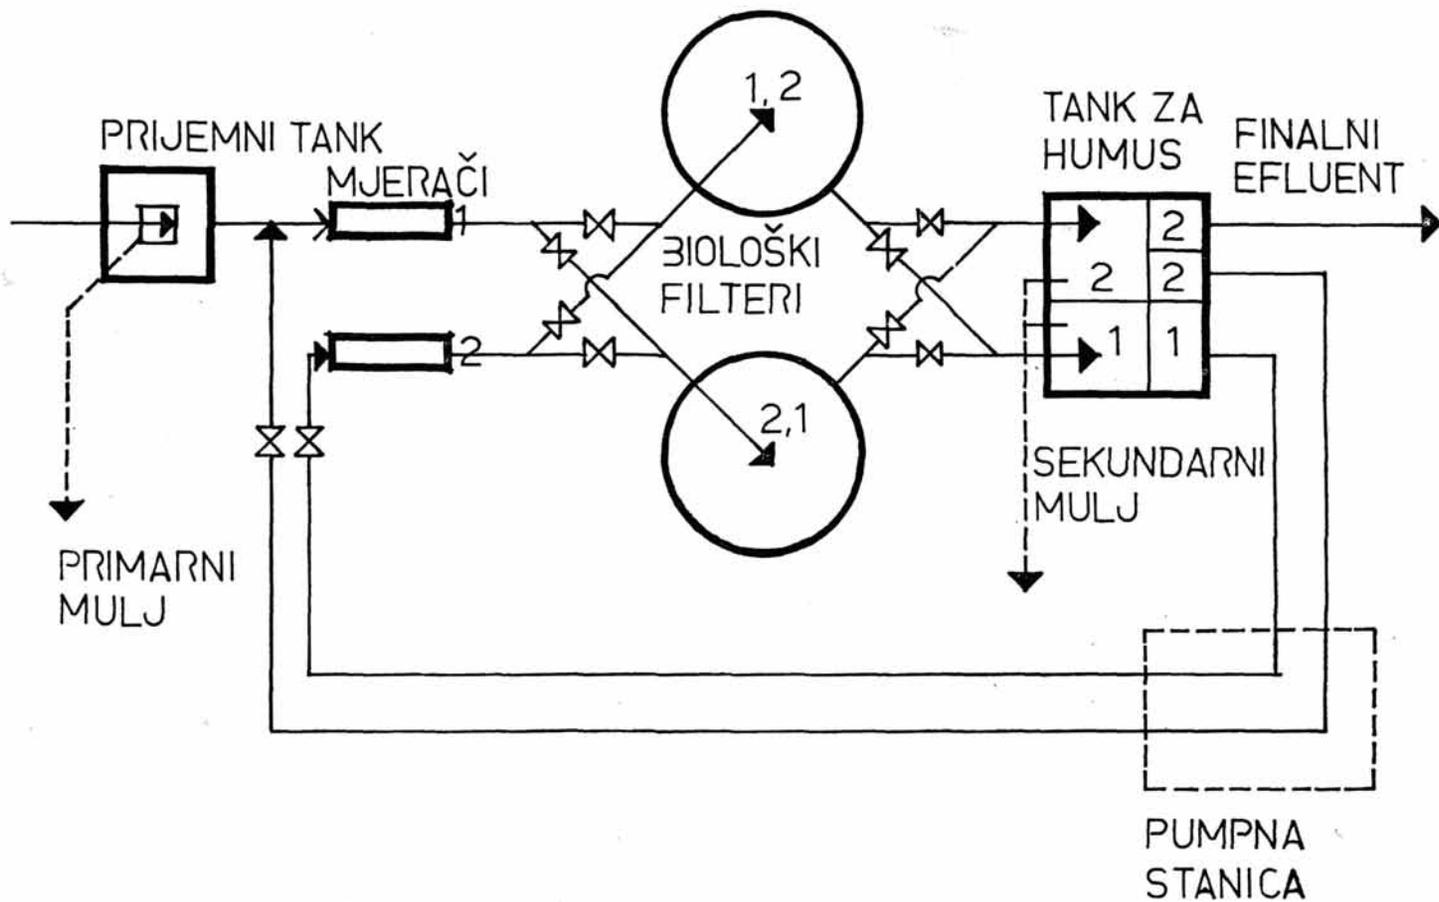 PRIJEMNI TANK
MJERAČI
1
2
1,2
BIOLOŠKI
FILTERI
2,1
TANK ZA
HUMUS
FINALNI
EFLUENT
2
2 2
1 1
SEKUNDARNI
MULJ
PRIMARNI
MULJ
PUMPNA
STANICA